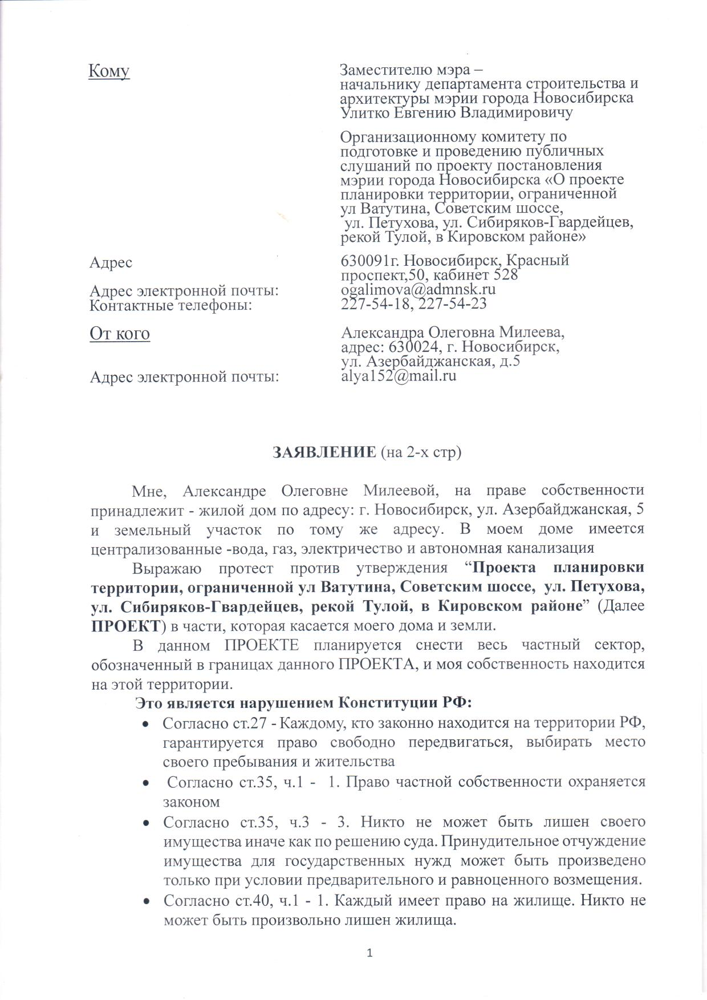 Кому
Заместителю мэра –
начальнику департамента строительства и
архитектуры мэрии города Новосибирска
Улитко Евгению Владимировичу
Организационному комитету по
подготовке и проведению публичных
слушаний по проекту постановления
мэрии города Новосибирска «О проекте
планировки территории, ограниченной
ул Ватутина, Советским шоссе,
ул. Петухова, ул. Сибиряков-Гвардейцев,
рекой Тулой, в Кировском районе»
Адрес
630091г. Новосибирск, Красный
проспект,50, кабинет 528
Адрес электронной почты:
ogalimova@admnsk.ru
Контактные телефоны:
227-54-18, 227-54-23
От кого
Александра Олеговна Милеева,
адрес: 630024, г. Новосибирск,
ул. Азербайджанская, д.5
Адрес электронной почты:
alya152@mail.ru
ЗАЯВЛЕНИЕ (на 2-х стр)
Мне, Александре Олеговне Милеевой, на праве собственности
принадлежит - жилой дом по адресу: г. Новосибирск, ул. Азербайджанская, 5
и земельный участок по тому же адресу. В моем доме имеется
централизованные -вода, газ, электричество и автономная канализация
Выражаю протест против утверждения “Проекта планировки
территории, ограниченной ул Ватутина, Советским шоссе, ул. Петухова,
ул. Сибиряков-Гвардейцев, рекой Тулой, в Кировском районе” (Далее
ПРОЕКТ) в части, которая касается моего дома и земли.
В данном ПРОЕКТЕ планируется снести весь частный сектор,
обозначенный в границах данного ПРОЕКТА, и моя собственность находится
на этой территории.
Это является нарушением Конституции РФ:
• Согласно ст.27 - Каждому, кто законно находится на территории РФ,
гарантируется право свободно передвигаться, выбирать место
своего пребывания и жительства
• Согласно ст.35, ч.1 - 1. Право частной собственности охраняется
законом
• Согласно ст.35, ч.3 - 3. Никто не может быть лишен своего
имущества иначе как по решению суда. Принудительное отчуждение
имущества для государственных нужд может быть произведено
только при условии предварительного и равноценного возмещения.
• Согласно ст.40, ч.1 - 1. Каждый имеет право на жилище. Никто не
может быть произвольно лишен жилища.
1